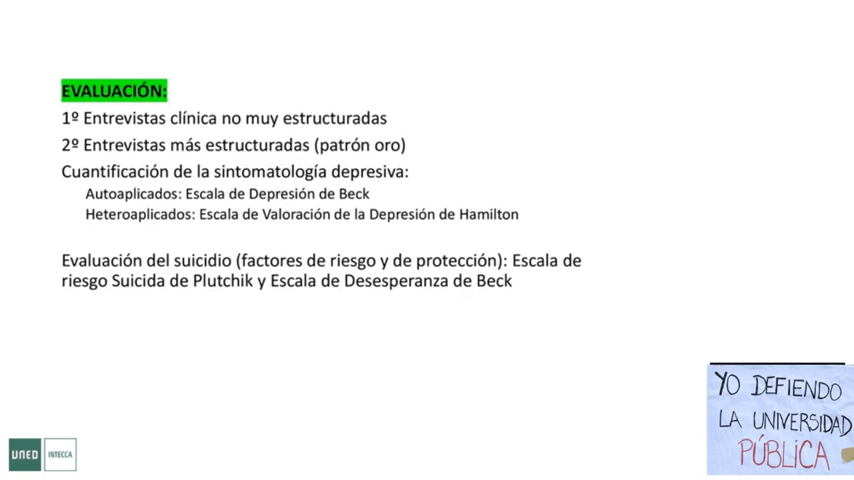 EVALUACIÓN:
1º Entrevistas clínica no muy estructuradas
2º Entrevistas más estructuradas (patrón oro)
Cuantificación de la sintomatología depresiva:
Autoaplicados: Escala de Depresión de Beck
Heteroaplicados: Escala de Valoración de la Depresión de Hamilton
Evaluación del suicidio (factores de riesgo y de protección): Escala de
riesgo Suicida de Plutchik y Escala de Desesperanza de Beck
YO DEFIENDO
LA UNIVERSIDAD
PÚBLICA
UNED INTECCA